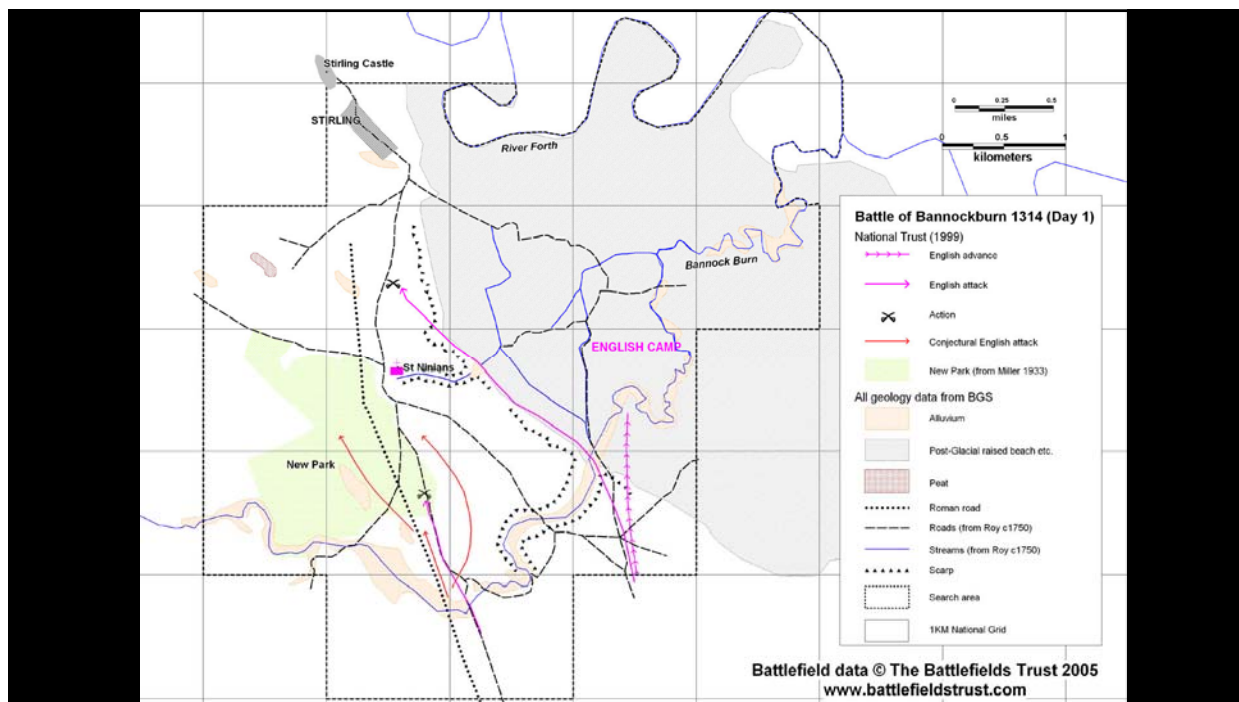 Stirling Castle
STIRLING
River Forth
0 0.25 0.5
miles
0 0.5 1
kilometers
Bannock Burn
ENGLISH CAMP
St Ninians
New Park
Battle of Bannockburn 1314 (Day 1)
National Trust (1999)
English advance
English attack
Action
Conjectural English attack
New Park (from Miller 1933)
All geology data from BGS
Alluvium
Post-Glacial raised beach etc.
Peat
Roman road
Roads (from Roy c1750)
Streams (from Roy c1750)
Scarp
Search area
1KM National Grid
Battlefield data © The Battlefields Trust 2005
www.battlefieldstrust.com